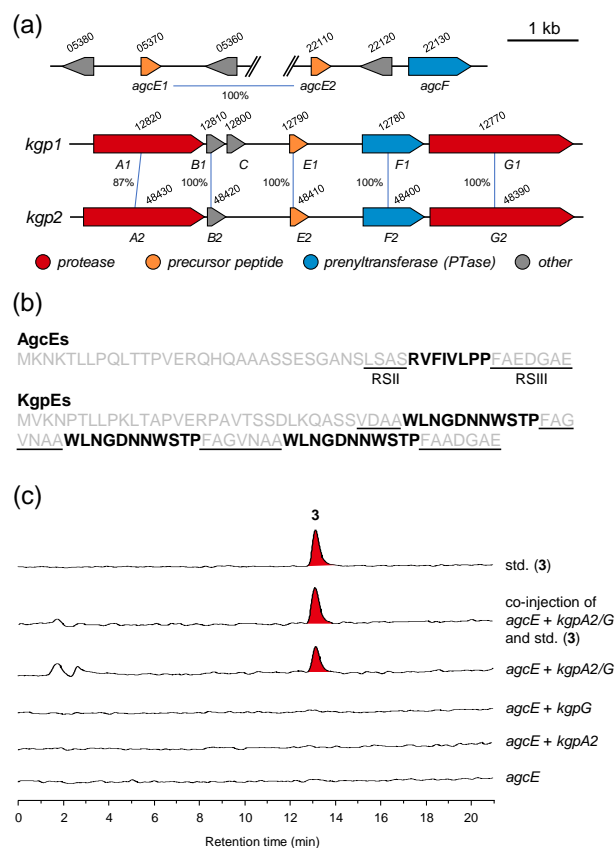 (a)
05380 05370 05360 22110 22120 22130 1 kb
agcE1 agcE2 agcF
100%
12820 12810 12800 12790 12780 12770
kgp1
A1 B1 C E1 F1 G1
87% 100% 100% 100% 100%
48430 48420 48410 48400 48390
kgp2
A2 B2 E2 F2 G2
protease precursor peptide prenyltransferase (PTase) other
(b)
AgcEs
MKNKTLLPQLTTPVERQHQAAASSESGANSLSASRVFIVLPPFAEDGAE
RSII RSIII
KgpEs
MVKNPTLLPKLTAPVERPAVTSSDLKQASSVDAAWLNGDNNWSTPFAG
VNAAWLNGDNNWSTPFAGVNAAWLNGDNNWSTPFAADGAE
(c)
3
std. (3)
co-injection of
agcE + kgpA2/G
and std. (3)
agcE + kgpA2/G
agcE + kgpG
agcE + kgpA2
agcE
0 2 4 6 8 10 12 14 16 18 20
Retention time (min)